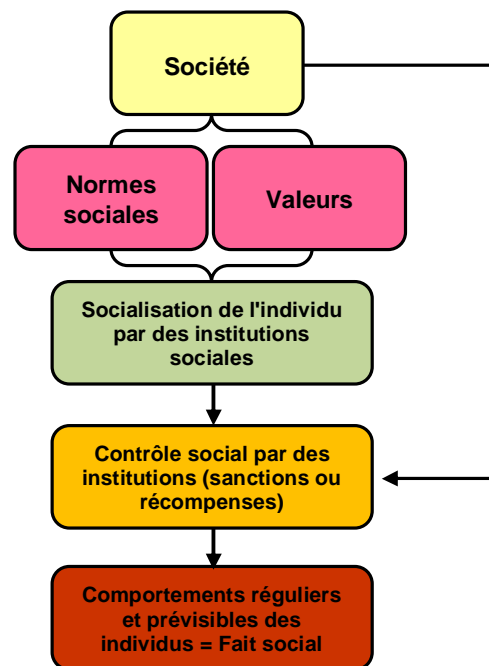 Société
Normes
sociales
Valeurs
Socialisation de l'individu
par des institutions
sociales
Contrôle social par des
institutions (sanctions ou
récompenses)
Comportements réguliers
et prévisibles des
individus = Fait social